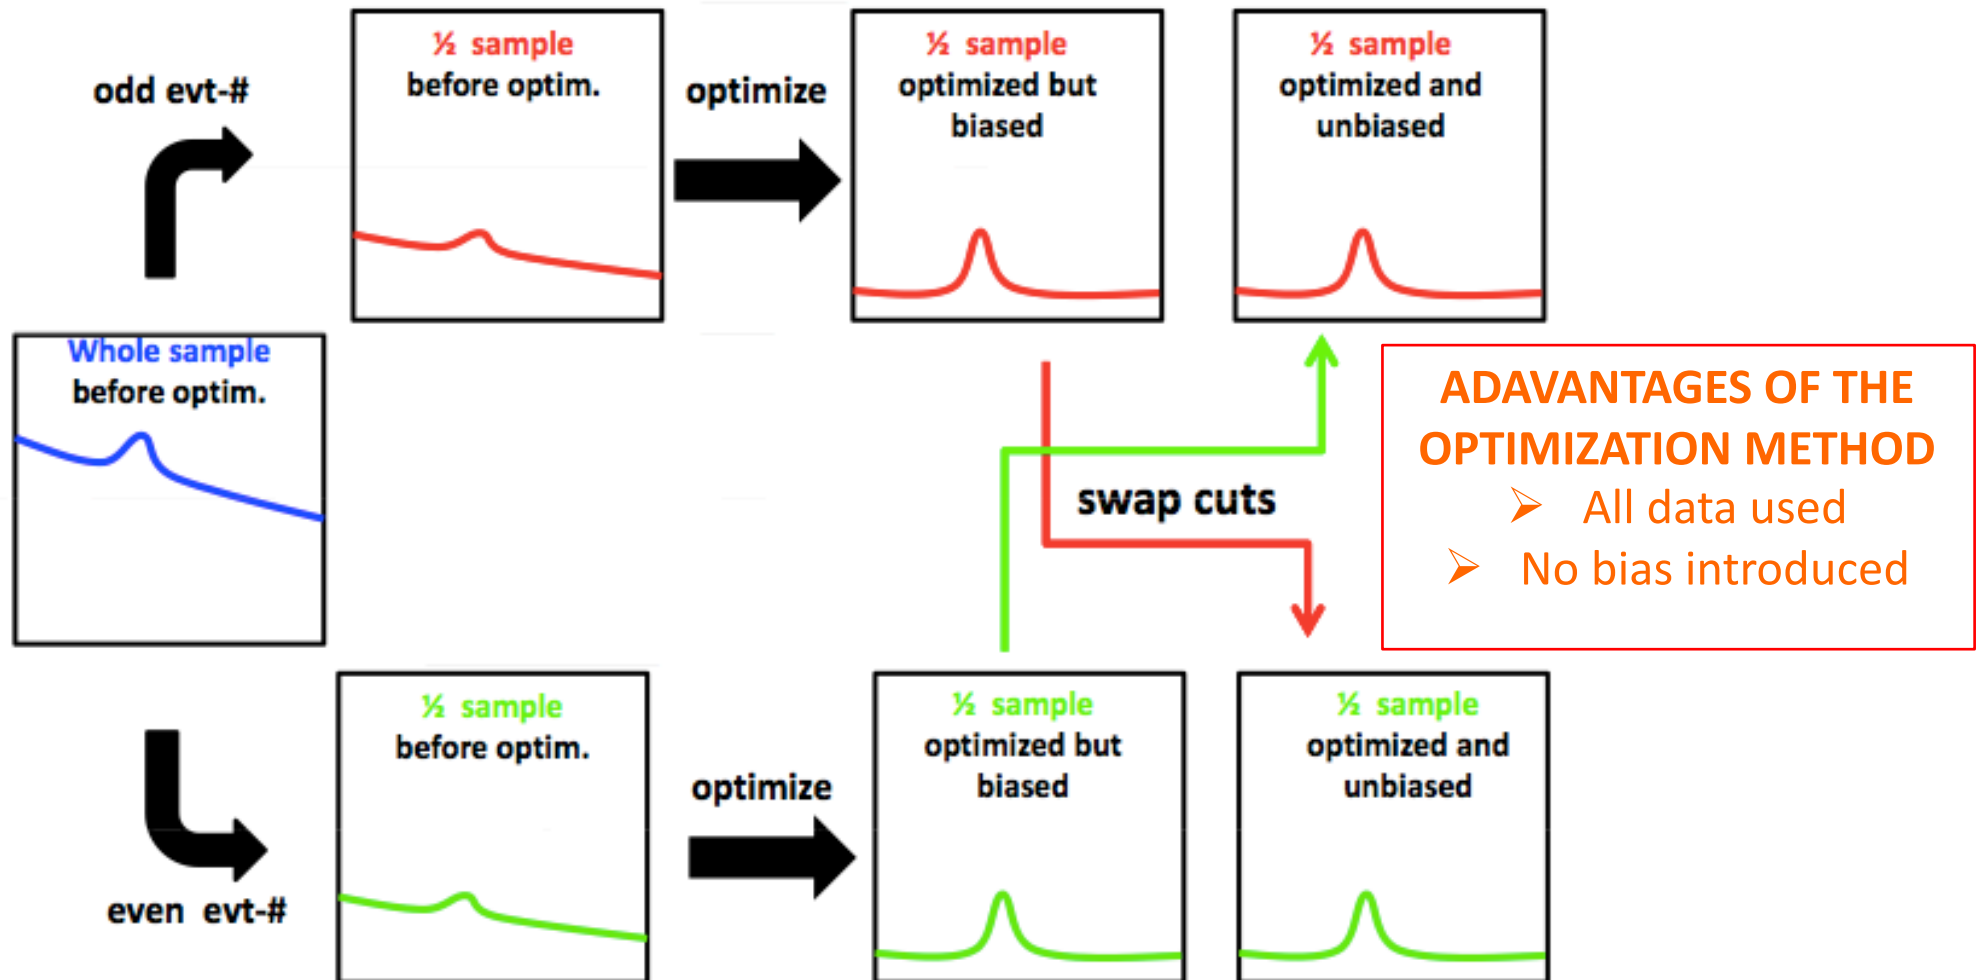 ½ sample
before optim.
odd evt-#
optimize
½ sample
optimized but
biased
½ sample
optimized and
unbiased
Whole sample
before optim.
swap cuts
ADAVANTAGES OF THE
OPTIMIZATION METHOD
➢ All data used
➢ No bias introduced
½ sample
before optim.
even evt-#
optimize
½ sample
optimized but
biased
½ sample
optimized and
unbiased